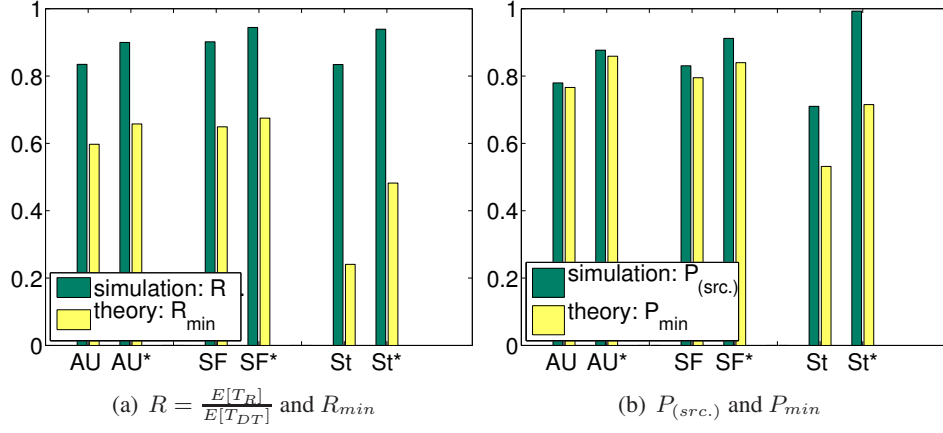 1
0.8
0.6
0.4
0.2
0
simulation: R
theory: R_min
AU AU* SF SF* St St*
(a) R = E[T_R] / E[T_DT] and R_min
1
0.8
0.6
0.4
0.2
0
simulation: P_(src.)
theory: P_min
AU AU* SF SF* St St*
(b) P_(src.) and P_min